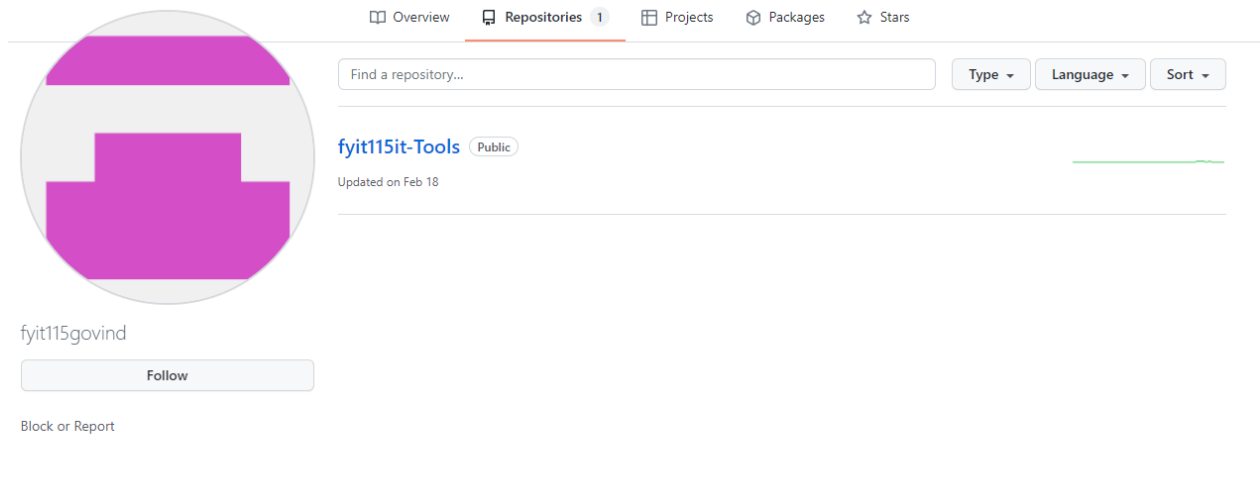 Overview Repositories 1 Projects Packages Stars
Find a repository... Type Language Sort
fyit115it-Tools Public
Updated on Feb 18
fyit115govind
Follow
Block or Report